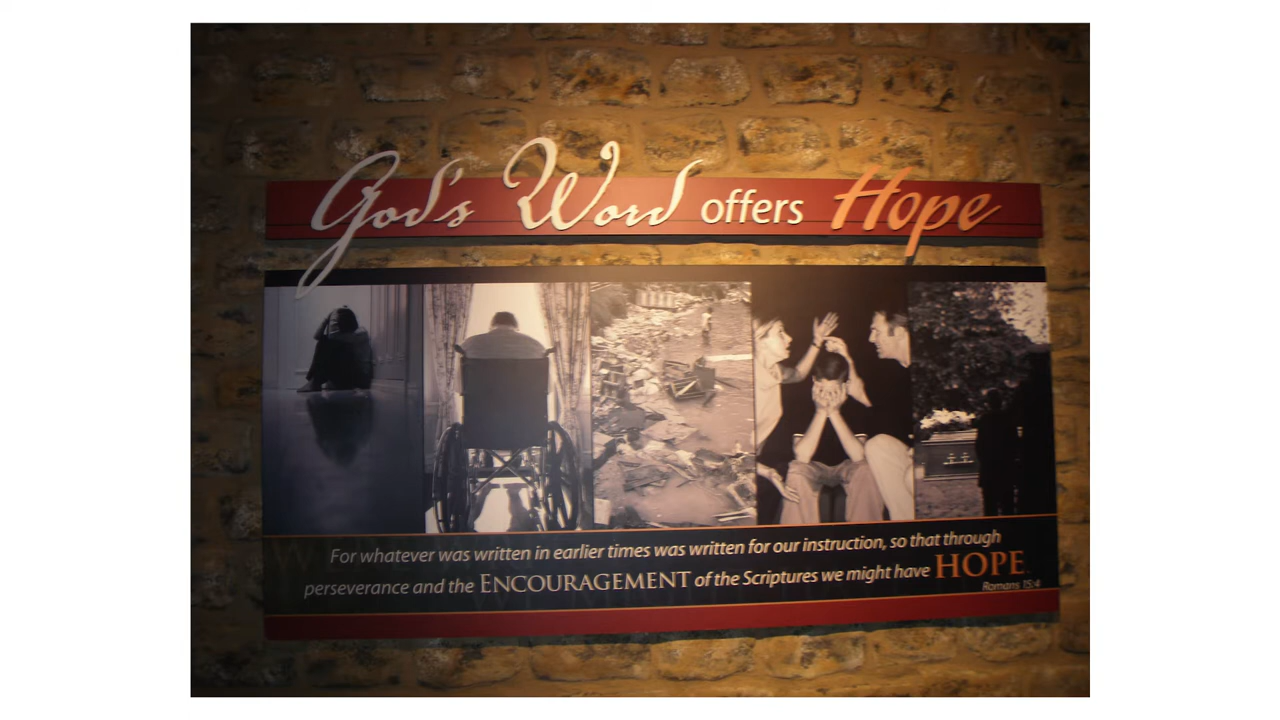 God's Word offers Hope
For whatever was written in earlier times was written for our instruction, so that through
perseverance and the ENCOURAGEMENT of the Scriptures we might have HOPE.
Romans 15:4